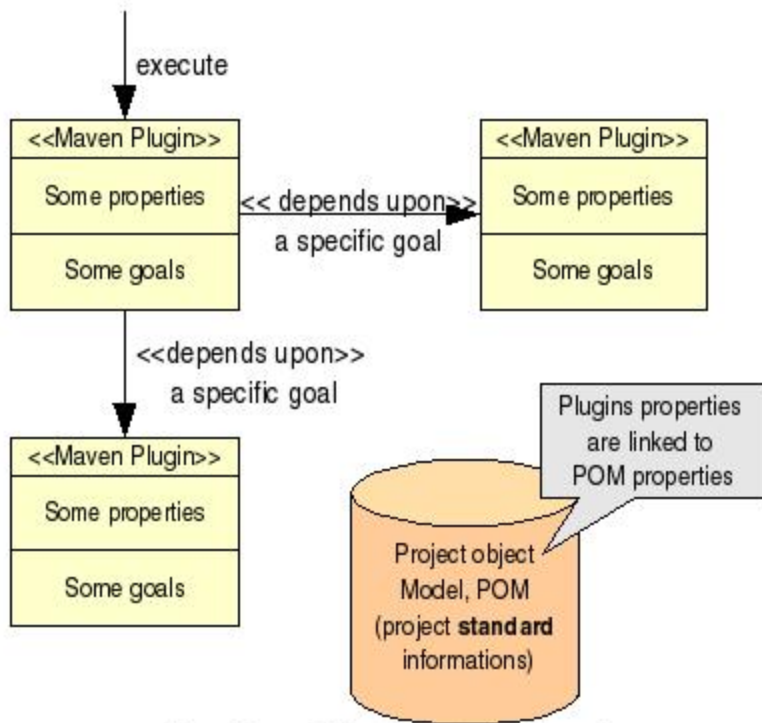 execute
<<Maven Plugin>>
Some properties
Some goals
<< depends upon>>
a specific goal
<<Maven Plugin>>
Some properties
Some goals
<<depends upon>>
a specific goal
<<Maven Plugin>>
Some properties
Some goals
Plugins properties
are linked to
POM properties
Project object
Model, POM
(project standard
informations)